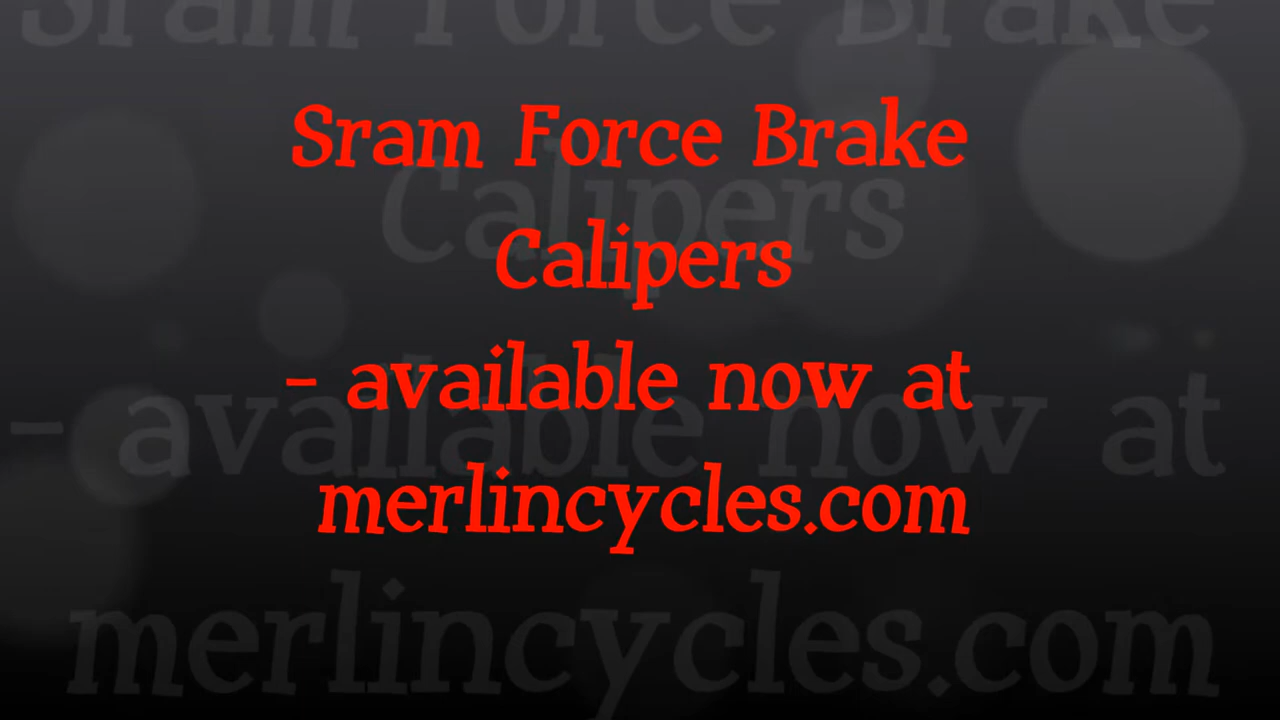 Sram Force Brake
Calipers
- available now at
merlincycles.com